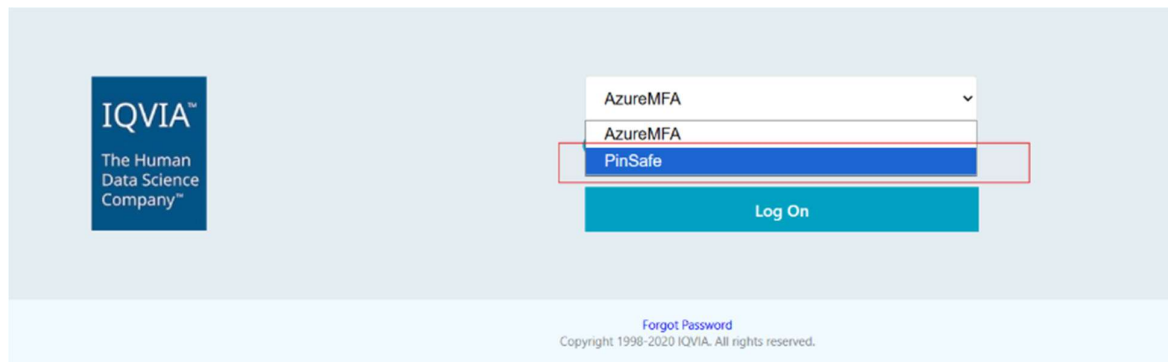 IQVIA™
The Human
Data Science
Company™
AzureMFA
AzureMFA
PinSafe
Log On
Forgot Password
Copyright 1998-2020 IQVIA. All rights reserved.